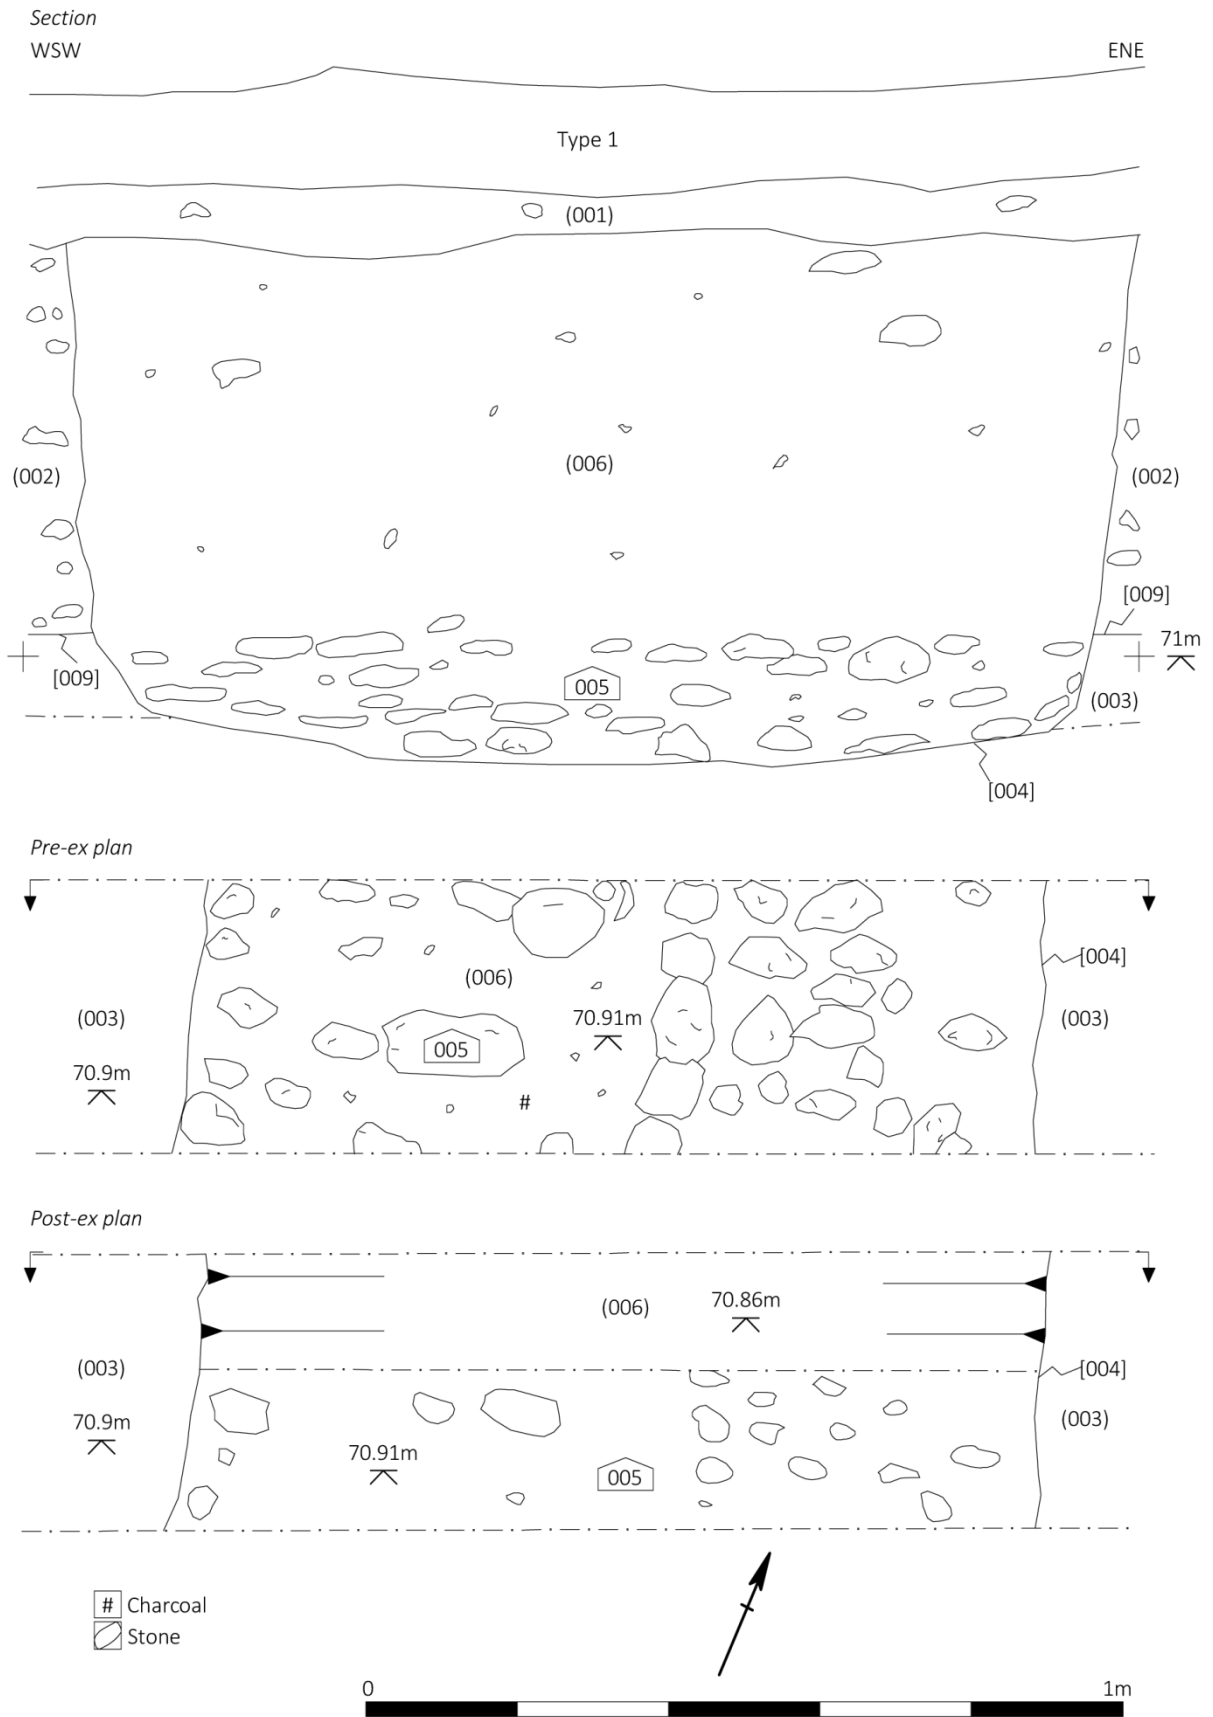 Section
WSW
ENE
Type 1
(001)
(006)
(002)
(002)
[009]
71m
[009]
005
(003)
[004]
Pre-ex plan
[004]
(006)
(003)
70.91m
(003)
005
70.9m
#
Post-ex plan
(006)
70.86m
(003)
[004]
(003)
70.9m
70.91m
005
# Charcoal
Stone
0 1m